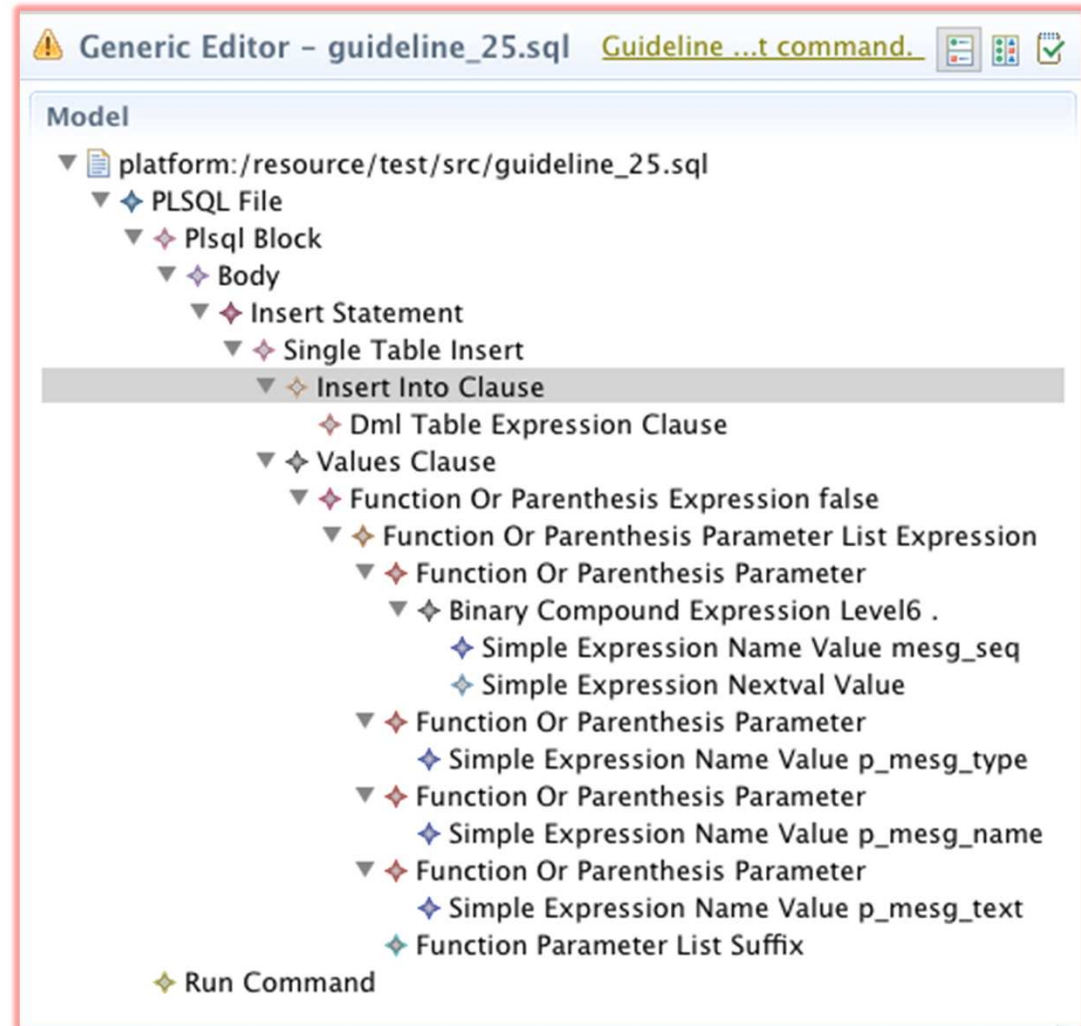 Generic Editor – guideline_25.sql Guideline ...t command.
Model
platform:/resource/test/src/guideline_25.sql
PLSQL File
Plsql Block
Body
Insert Statement
Single Table Insert
Insert Into Clause
Dml Table Expression Clause
Values Clause
Function Or Parenthesis Expression false
Function Or Parenthesis Parameter List Expression
Function Or Parenthesis Parameter
Binary Compound Expression Level6 .
Simple Expression Name Value mesg_seq
Simple Expression Nextval Value
Function Or Parenthesis Parameter
Simple Expression Name Value p_mesg_type
Function Or Parenthesis Parameter
Simple Expression Name Value p_mesg_name
Function Or Parenthesis Parameter
Simple Expression Name Value p_mesg_text
Function Parameter List Suffix
Run Command